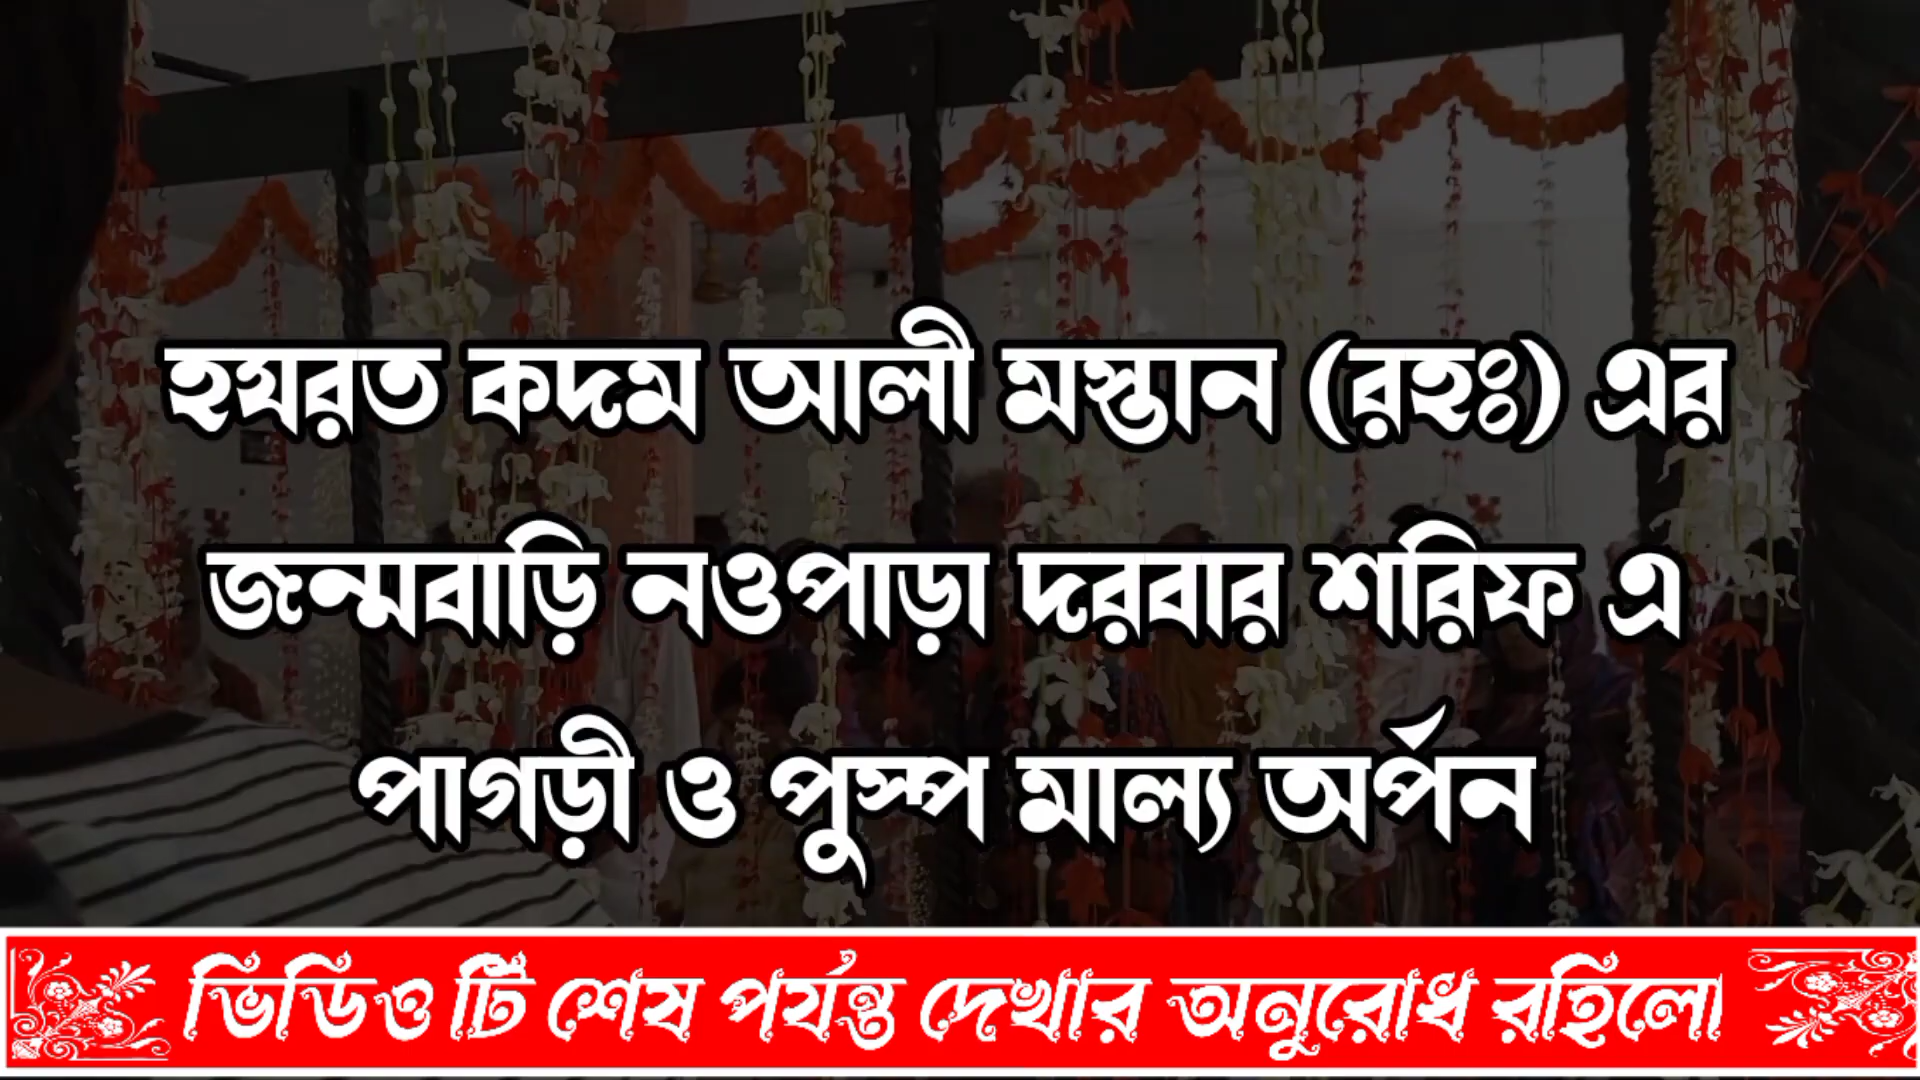 হযরত কদম আলী মস্তান (রহঃ) এর
জন্মবাড়ি নওপাড়া দরবার শরিফ এ
পাগড়ী ও পুস্প মাল্য অর্পন
ভিডিও টি শেষ পর্যন্ত দেখার অনুরোধ রহিলো